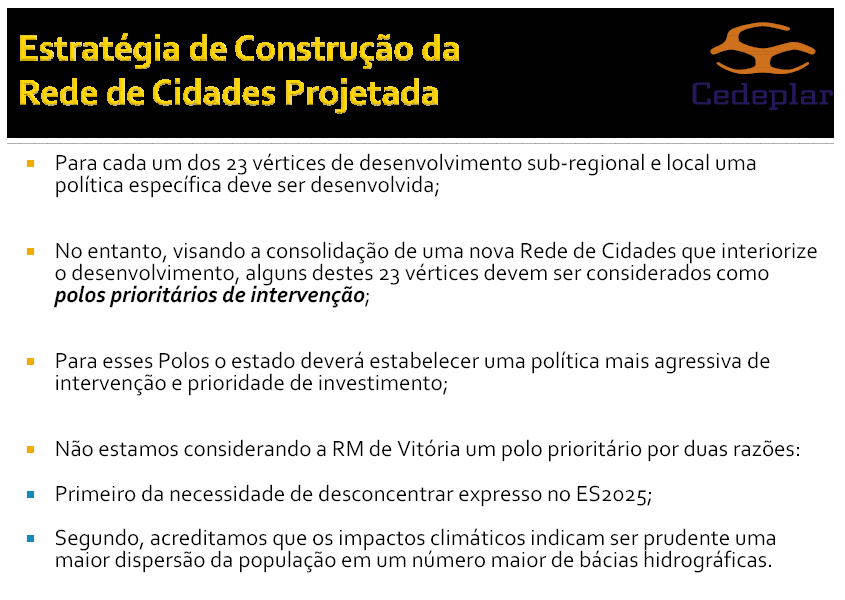 Estratégia de Construção da
Rede de Cidades Projetada
Cedeplar
Para cada um dos 23 vértices de desenvolvimento sub-regional e local uma
política específica deve ser desenvolvida;
No entanto, visando a consolidação de uma nova Rede de Cidades que interiorize
o desenvolvimento, alguns destes 23 vértices devem ser considerados como
polos prioritários de intervenção;
Para esses Polos o estado deverá estabelecer uma política mais agressiva de
intervenção e prioridade de investimento;
Não estamos considerando a RM de Vitória um polo prioritário por duas razões:
Primeiro da necessidade de desconcentrar expresso no ES2025;
Segundo, acreditamos que os impactos climáticos indicam ser prudente uma
maior dispersão da população em um número maior de bácias hidrográficas.